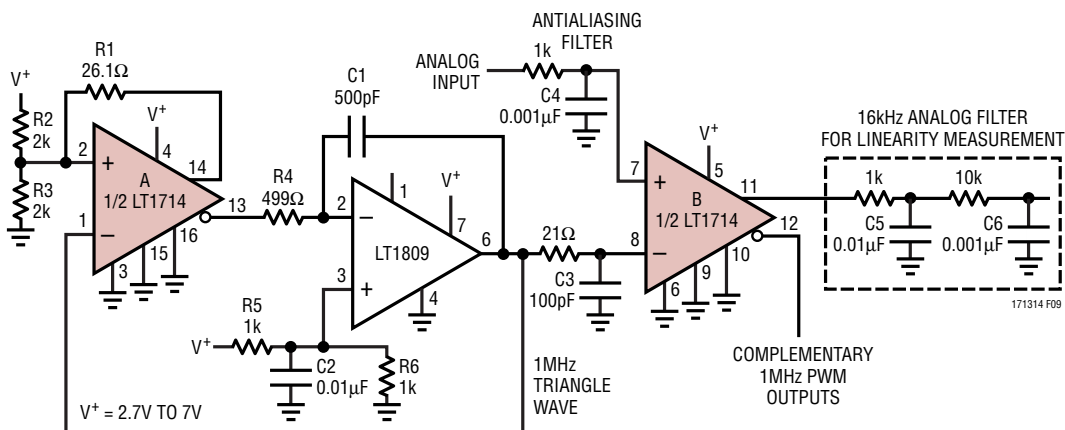 ANTIALIASING
FILTER
R1
26.1Ω
1k
ANALOG
INPUT
V+
C1
500pF
C4
0.001µF
16kHz ANALOG FILTER
FOR LINEARITY MEASUREMENT
R2
2k
V+
V+
2
+
4
14
7
+
5
11
1k
10k
A
1/2 LT1714
R4
499Ω
1
V+
B
1/2 LT1714
R3
2k
13
2
–
7
12
C5
0.01µF
C6
0.001µF
1
–
16
LT1809
6
21Ω
8
–
15
3
3
+
4
C3
100pF
10
9
6
171314 F09
R5
1k
V+
C2
0.01µF
R6
1k
1MHz
TRIANGLE
WAVE
COMPLEMENTARY
1MHz PWM
OUTPUTS
V+ = 2.7V TO 7V